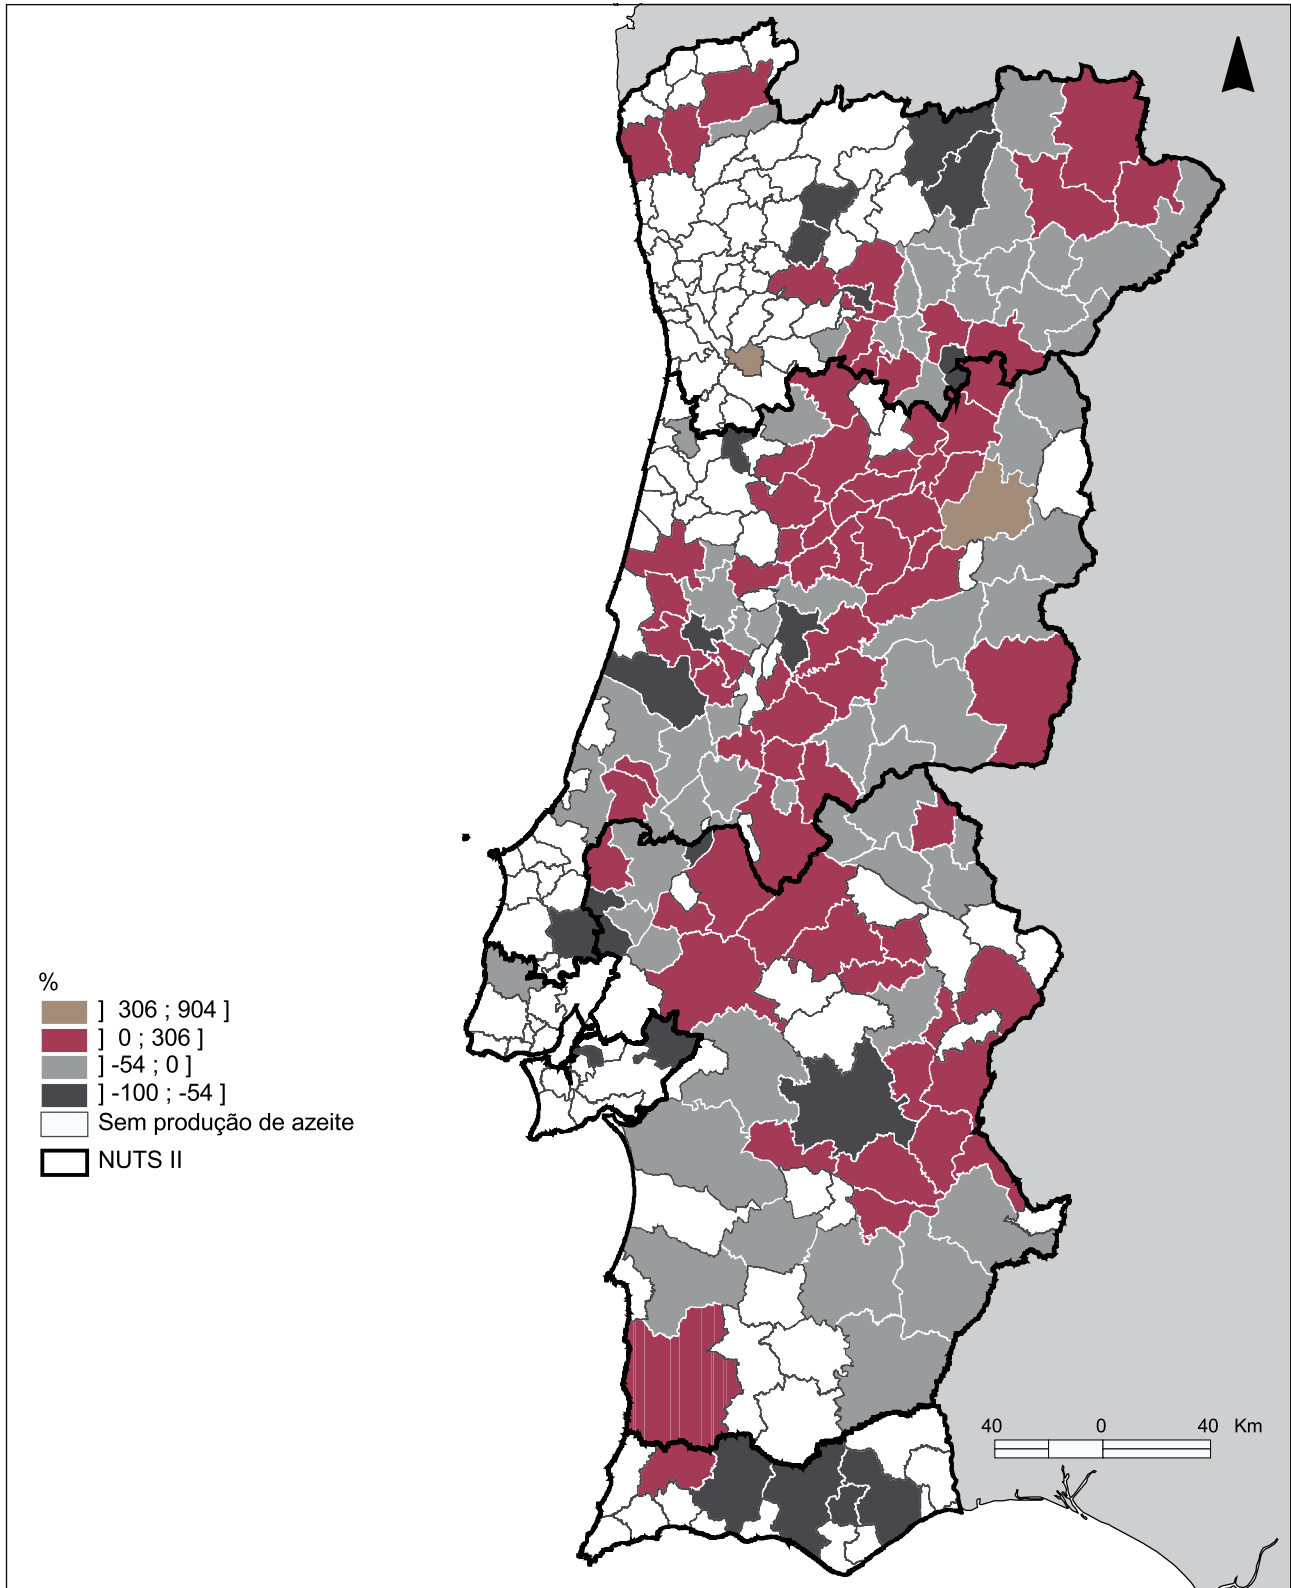 %
] 306 ; 904 ]
] 0 ; 306 ]
] -54 ; 0 ]
] -100 ; -54 ]
Sem produção de azeite
NUTS II
40 0 40 Km